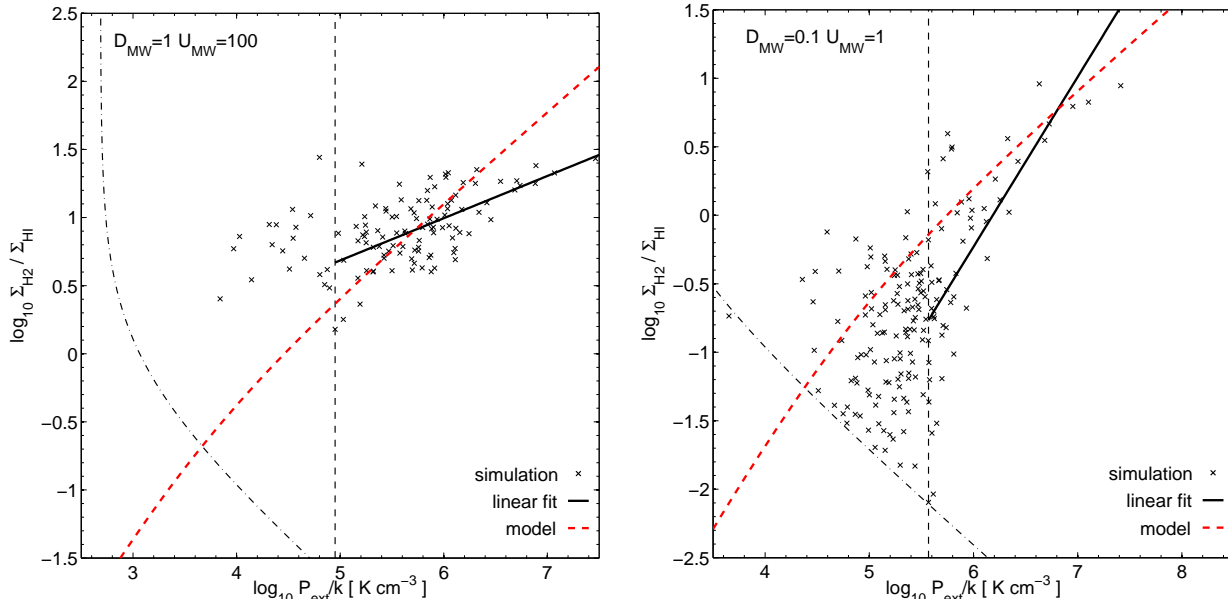 D_MW=1 U_MW=100
2.5
2
1.5
1
0.5
0
−0.5
−1
−1.5
log10 Σ_H2 / Σ_HI
simulation
linear fit
model
3 4 5 6 7
log10 P_ext/k [ K cm^−3 ]
D_MW=0.1 U_MW=1
1.5
1
0.5
0
−0.5
−1
−1.5
−2
−2.5
log10 Σ_H2 / Σ_HI
simulation
linear fit
model
4 5 6 7 8
log10 P_ext/k [ K cm^−3 ]